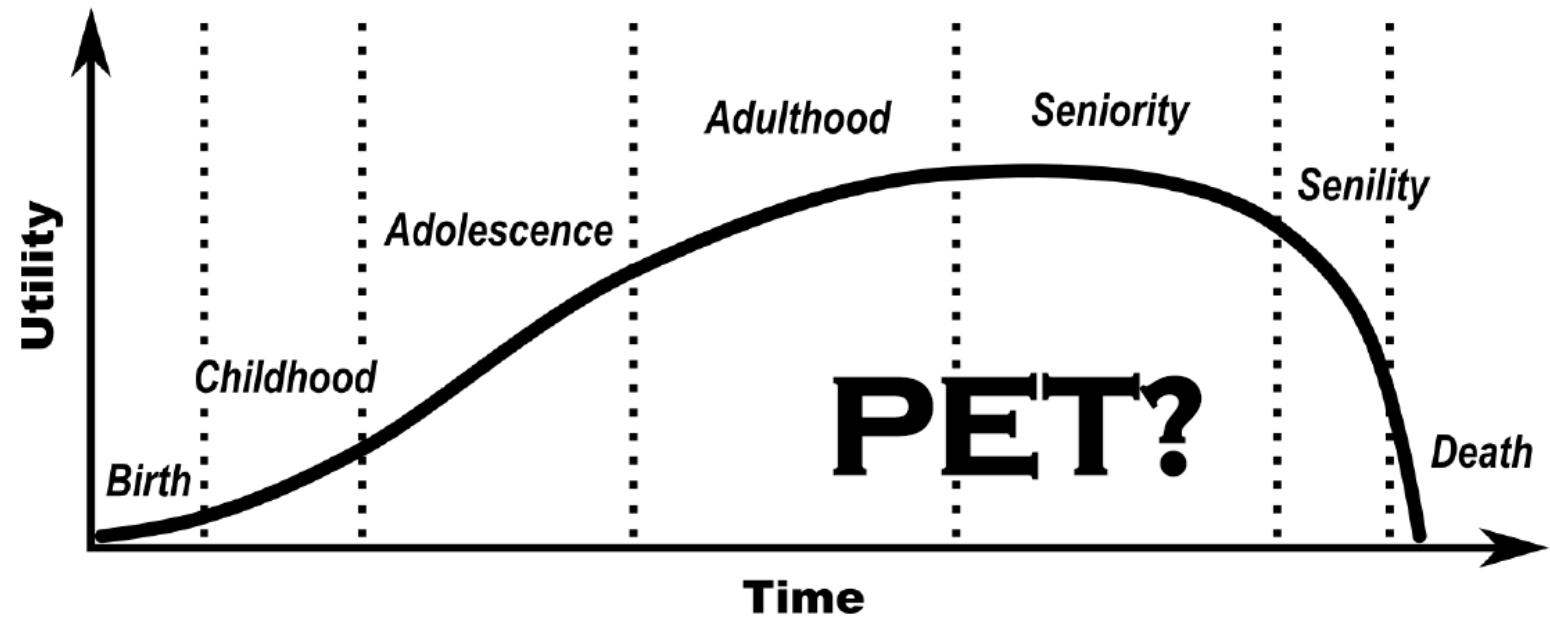 Utility
Birth
Childhood
Adolescence
Adulthood
Seniority
Senility
Death
PET?
Time